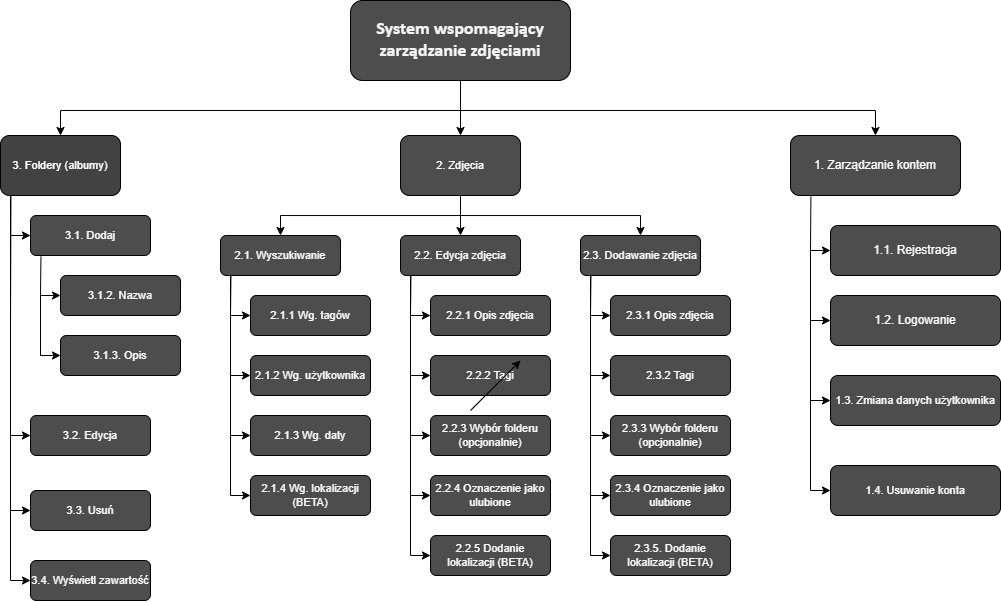 System wspomagający
zarządzanie zdjęciami
3. Foldery (albumy)
2. Zdjęcia
1. Zarządzanie kontem
3.1. Dodaj
3.1.2. Nazwa
3.1.3. Opis
3.2. Edycja
3.3. Usuń
3.4. Wyświetl zawartość
2.1. Wyszukiwanie
2.1.1 Wg. tagów
2.1.2 Wg. użytkownika
2.1.3 Wg. daty
2.1.4 Wg. lokalizacji
(BETA)
2.2. Edycja zdjęcia
2.2.1 Opis zdjęcia
2.2.2 Tagi
2.2.3 Wybór folderu
(opcjonalnie)
2.2.4 Oznaczenie jako
ulubione
2.2.5 Dodanie
lokalizacji (BETA)
2.3. Dodawanie zdjęcia
2.3.1 Opis zdjęcia
2.3.2 Tagi
2.3.3 Wybór folderu
(opcjonalnie)
2.3.4 Oznaczenie jako
ulubione
2.3.5. Dodanie
lokalizacji (BETA)
1.1. Rejestracja
1.2. Logowanie
1.3. Zmiana danych użytkownika
1.4. Usuwanie konta